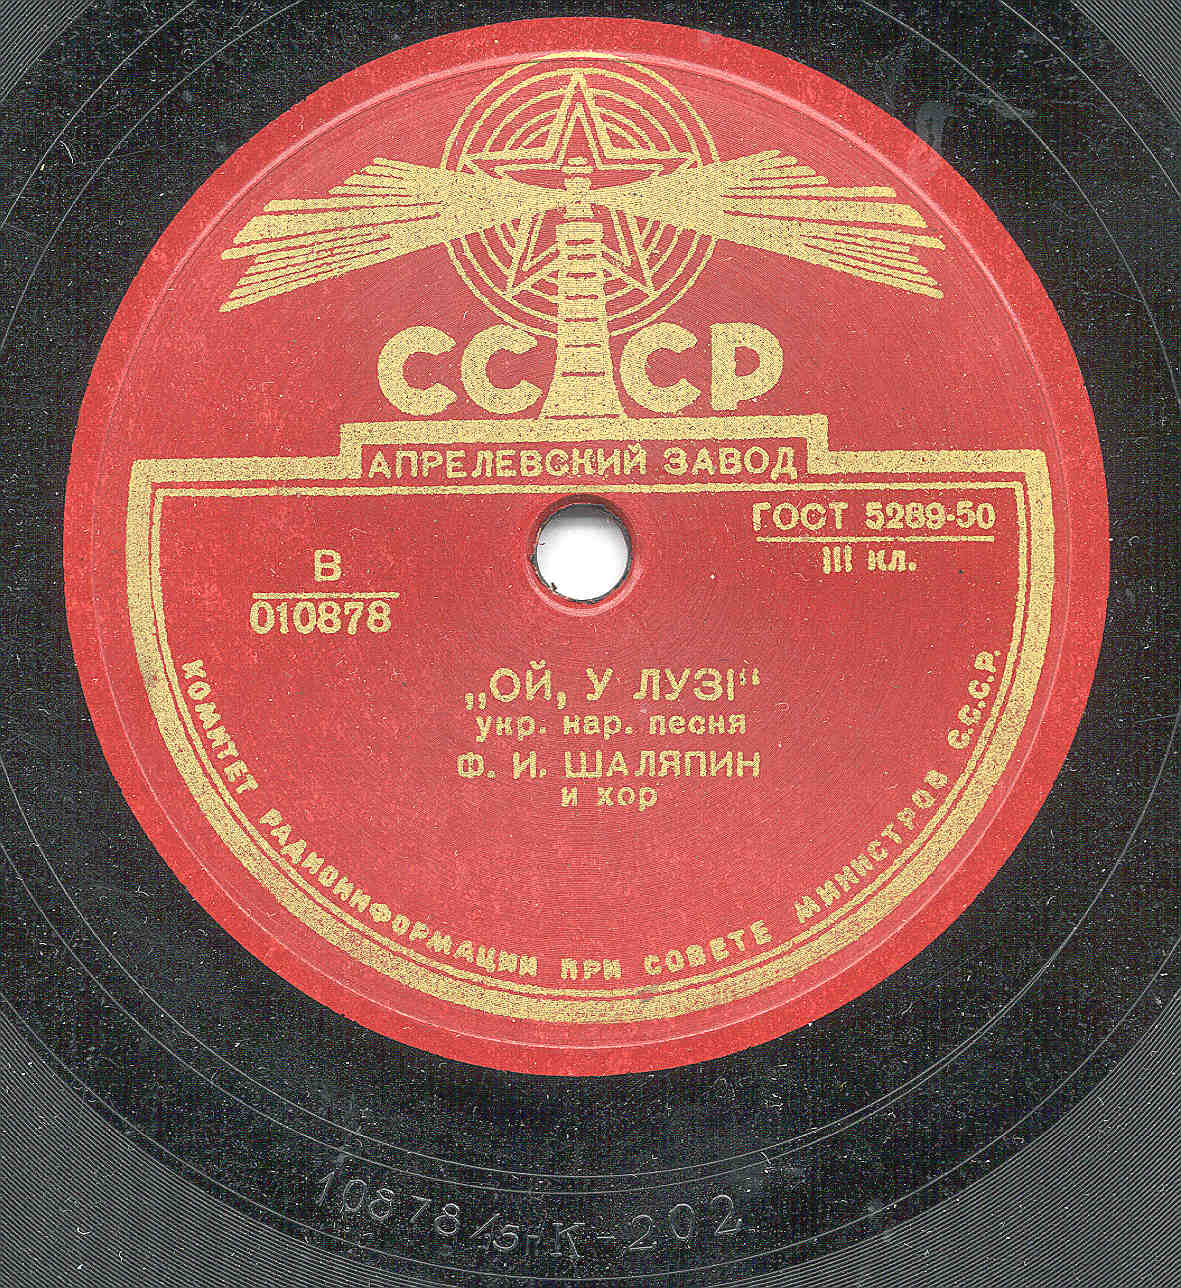 СССР
АПРЕЛЕВСКИЙ ЗАВОД
ГОСТ 5289-50
III кл.
В
010878
„ОЙ, У ЛУЗІ“
укр. нар. песня
Ф. И. ШАЛЯПИН
и хор
КОМИТЕТ РАДИОИНФОРМАЦИИ ПРИ СОВЕТЕ МИНИСТРОВ С.С.С.Р.
10878/5-К-202